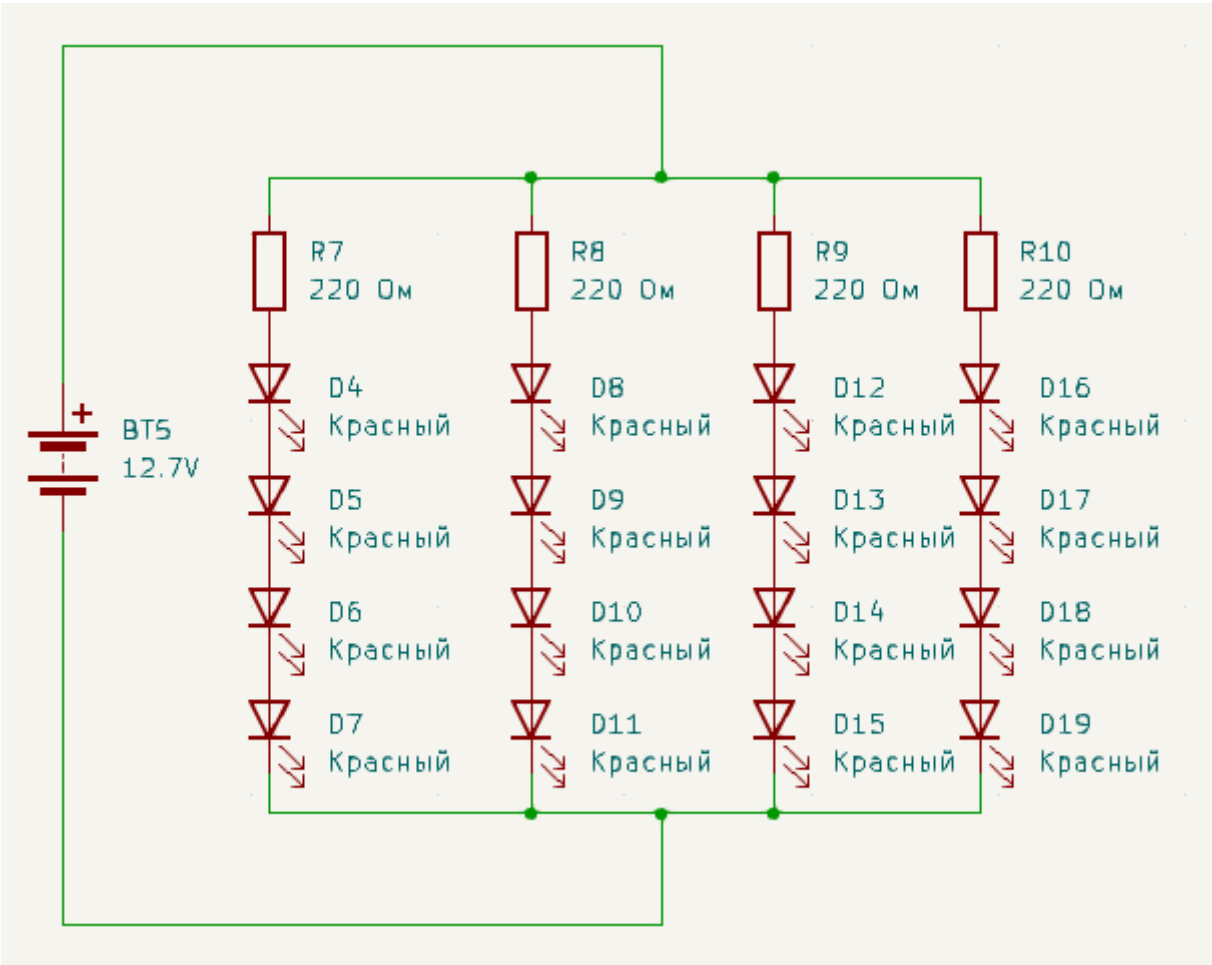 R7
220 Ом
R8
220 Ом
R9
220 Ом
R10
220 Ом
D4
Красный
D8
Красный
D12
Красный
D16
Красный
+
BT5
12.7V
D5
Красный
D9
Красный
D13
Красный
D17
Красный
D6
Красный
D10
Красный
D14
Красный
D18
Красный
D7
Красный
D11
Красный
D15
Красный
D19
Красный